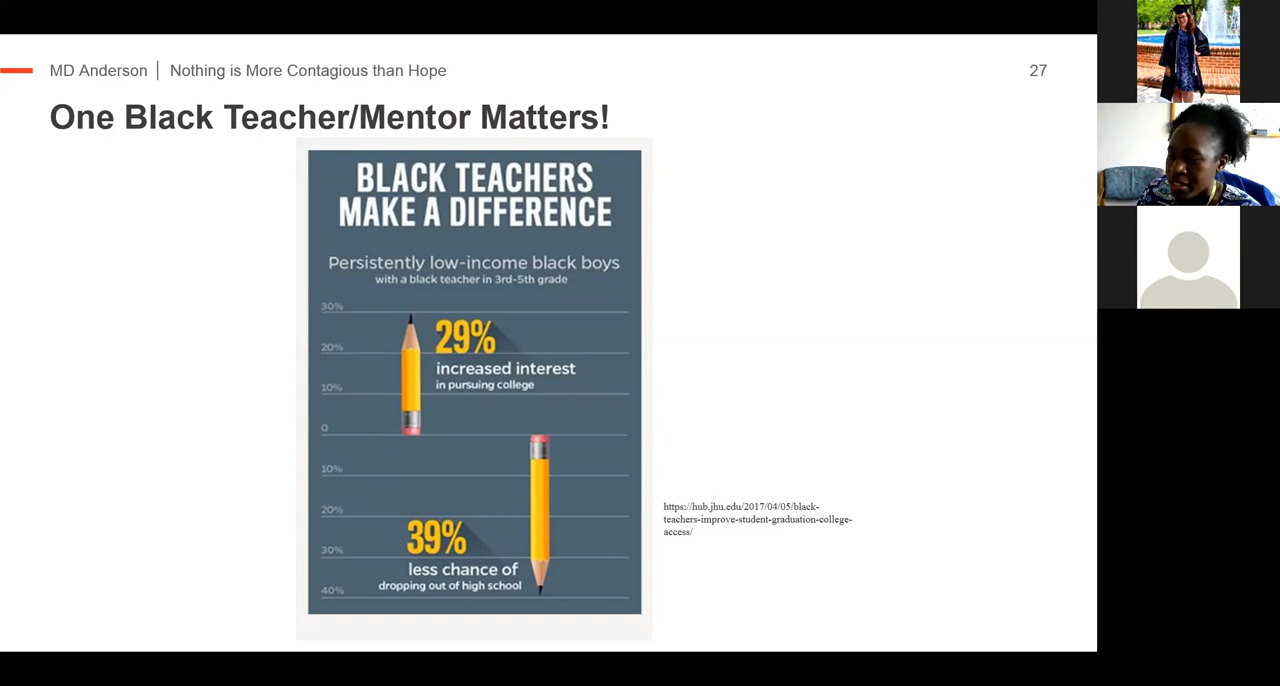 MD Anderson | Nothing is More Contagious than Hope
27
One Black Teacher/Mentor Matters!
BLACK TEACHERS
MAKE A DIFFERENCE
Persistently low-income black boys
with a black teacher in 3rd-5th grade
30%
29%
20%
increased interest
in pursuing college
10%
0
10%
20%
39%
30%
less chance of
dropping out of high school
40%
https://hub.jhu.edu/2017/04/05/black-
teachers-improve-student-graduation-college-
access/